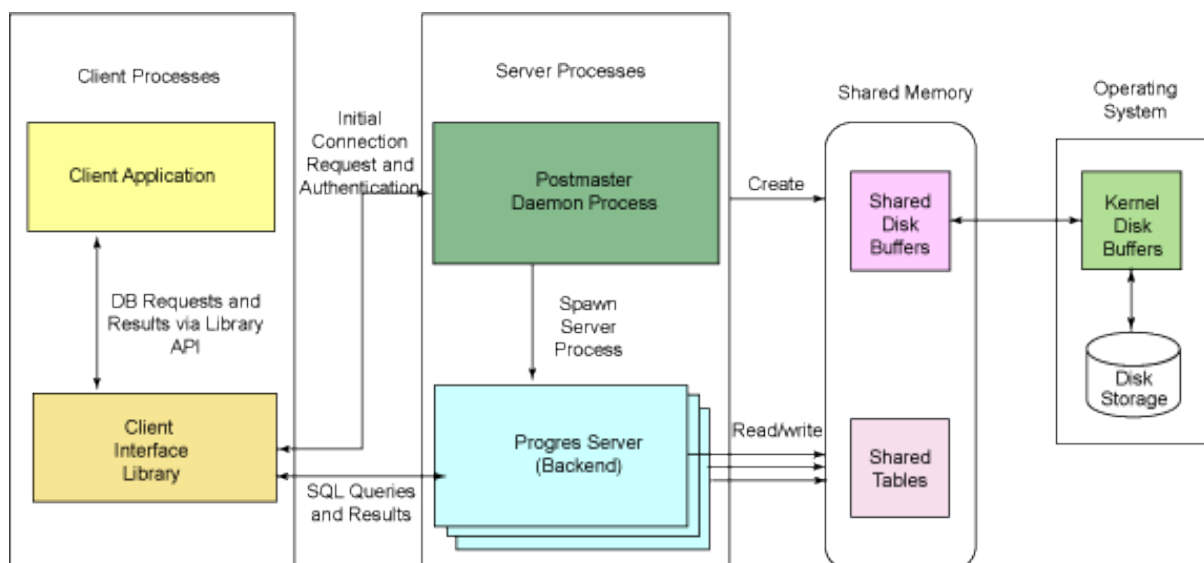 Client Processes
Client Application
DB Requests and
Results via Library
API
Client
Interface
Library
Initial
Connection
Request and
Authentication
SQL Queries
and Results
Server Processes
Postmaster
Daemon Process
Spawn
Server
Process
Progres Server
(Backend)
Create
Read/write
Shared Memory
Shared
Disk
Buffers
Shared
Tables
Operating
System
Kernel
Disk
Buffers
Disk
Storage